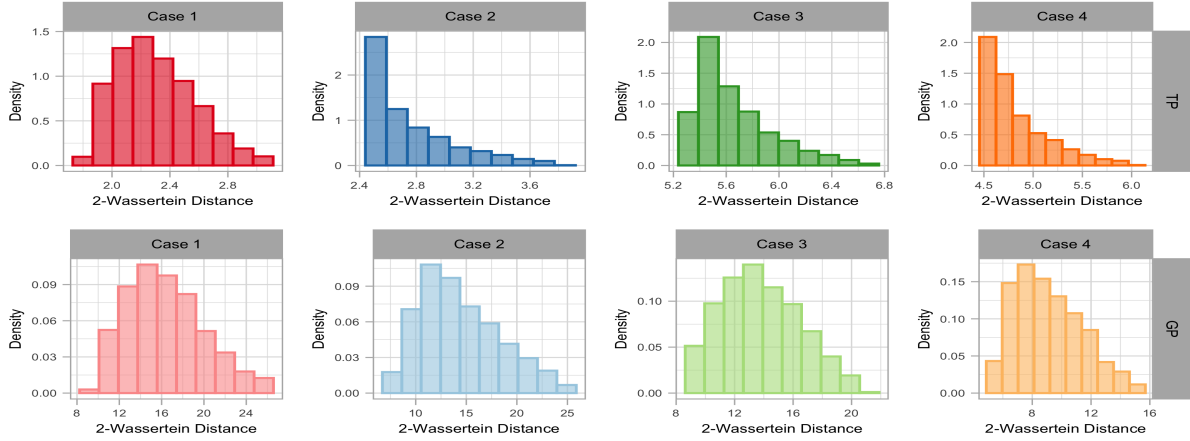 Case 1 Case 2 Case 3 Case 4
1.5 1.0 0.5 0.0
Density
2.0 2.4 2.8
2-Wassertein Distance
2 1 0
Density
2.4 2.8 3.2 3.6
2-Wassertein Distance
2.0 1.5 1.0 0.5 0.0
Density
5.2 5.6 6.0 6.4 6.8
2-Wassertein Distance
2.0 1.5 1.0 0.5 0.0
Density
4.5 5.0 5.5 6.0
2-Wassertein Distance
TP
Case 1 Case 2 Case 3 Case 4
0.09 0.06 0.03 0.00
Density
8 12 16 20 24
2-Wassertein Distance
0.09 0.06 0.03 0.00
Density
10 15 20 25
2-Wassertein Distance
0.10 0.05 0.00
Density
8 12 16 20
2-Wassertein Distance
0.15 0.10 0.05 0.00
Density
8 12 16
2-Wassertein Distance
GP